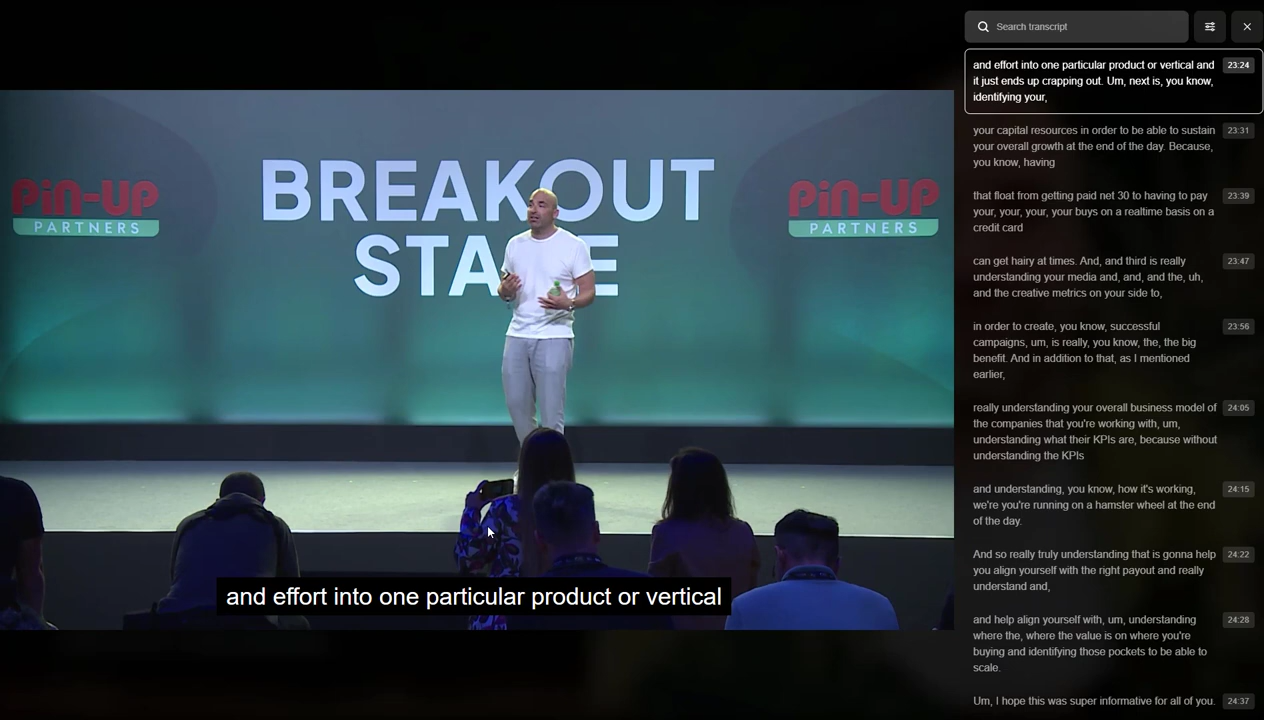 BREAKOUT
STA E
PiN-UP
PARTNERS
PiN-UP
PARTNERS
and effort into one particular product or vertical
Search transcript
and effort into one particular product or vertical and
it just ends up crapping out. Um, next is, you know,
identifying your,
23:24
your capital resources in order to be able to sustain
your overall growth at the end of the day. Because,
you know, having
23:31
that float from getting paid net 30 to having to pay
your, your, your, your buys on a realtime basis on a
credit card
23:39
can get hairy at times. And, and third is really
understanding your media and, and, and the, uh,
and the creative metrics on your side to,
23:47
in order to create, you know, successful
campaigns, um, is really, you know, the, the big
benefit. And in addition to that, as I mentioned
earlier,
23:56
really understanding your overall business model of
the companies that you're working with, um,
understanding what their KPIs are, because without
understanding the KPIs
24:05
and understanding, you know, how it's working,
we're you're running on a hamster wheel at the end
of the day.
24:15
And so really truly understanding that is gonna help
you align yourself with the right payout and really
understand and,
24:22
and help align yourself with, um, understanding
where the, where the value is on where you're
buying and identifying those pockets to be able to
scale.
24:28
Um, I hope this was super informative for all of you.
24:37